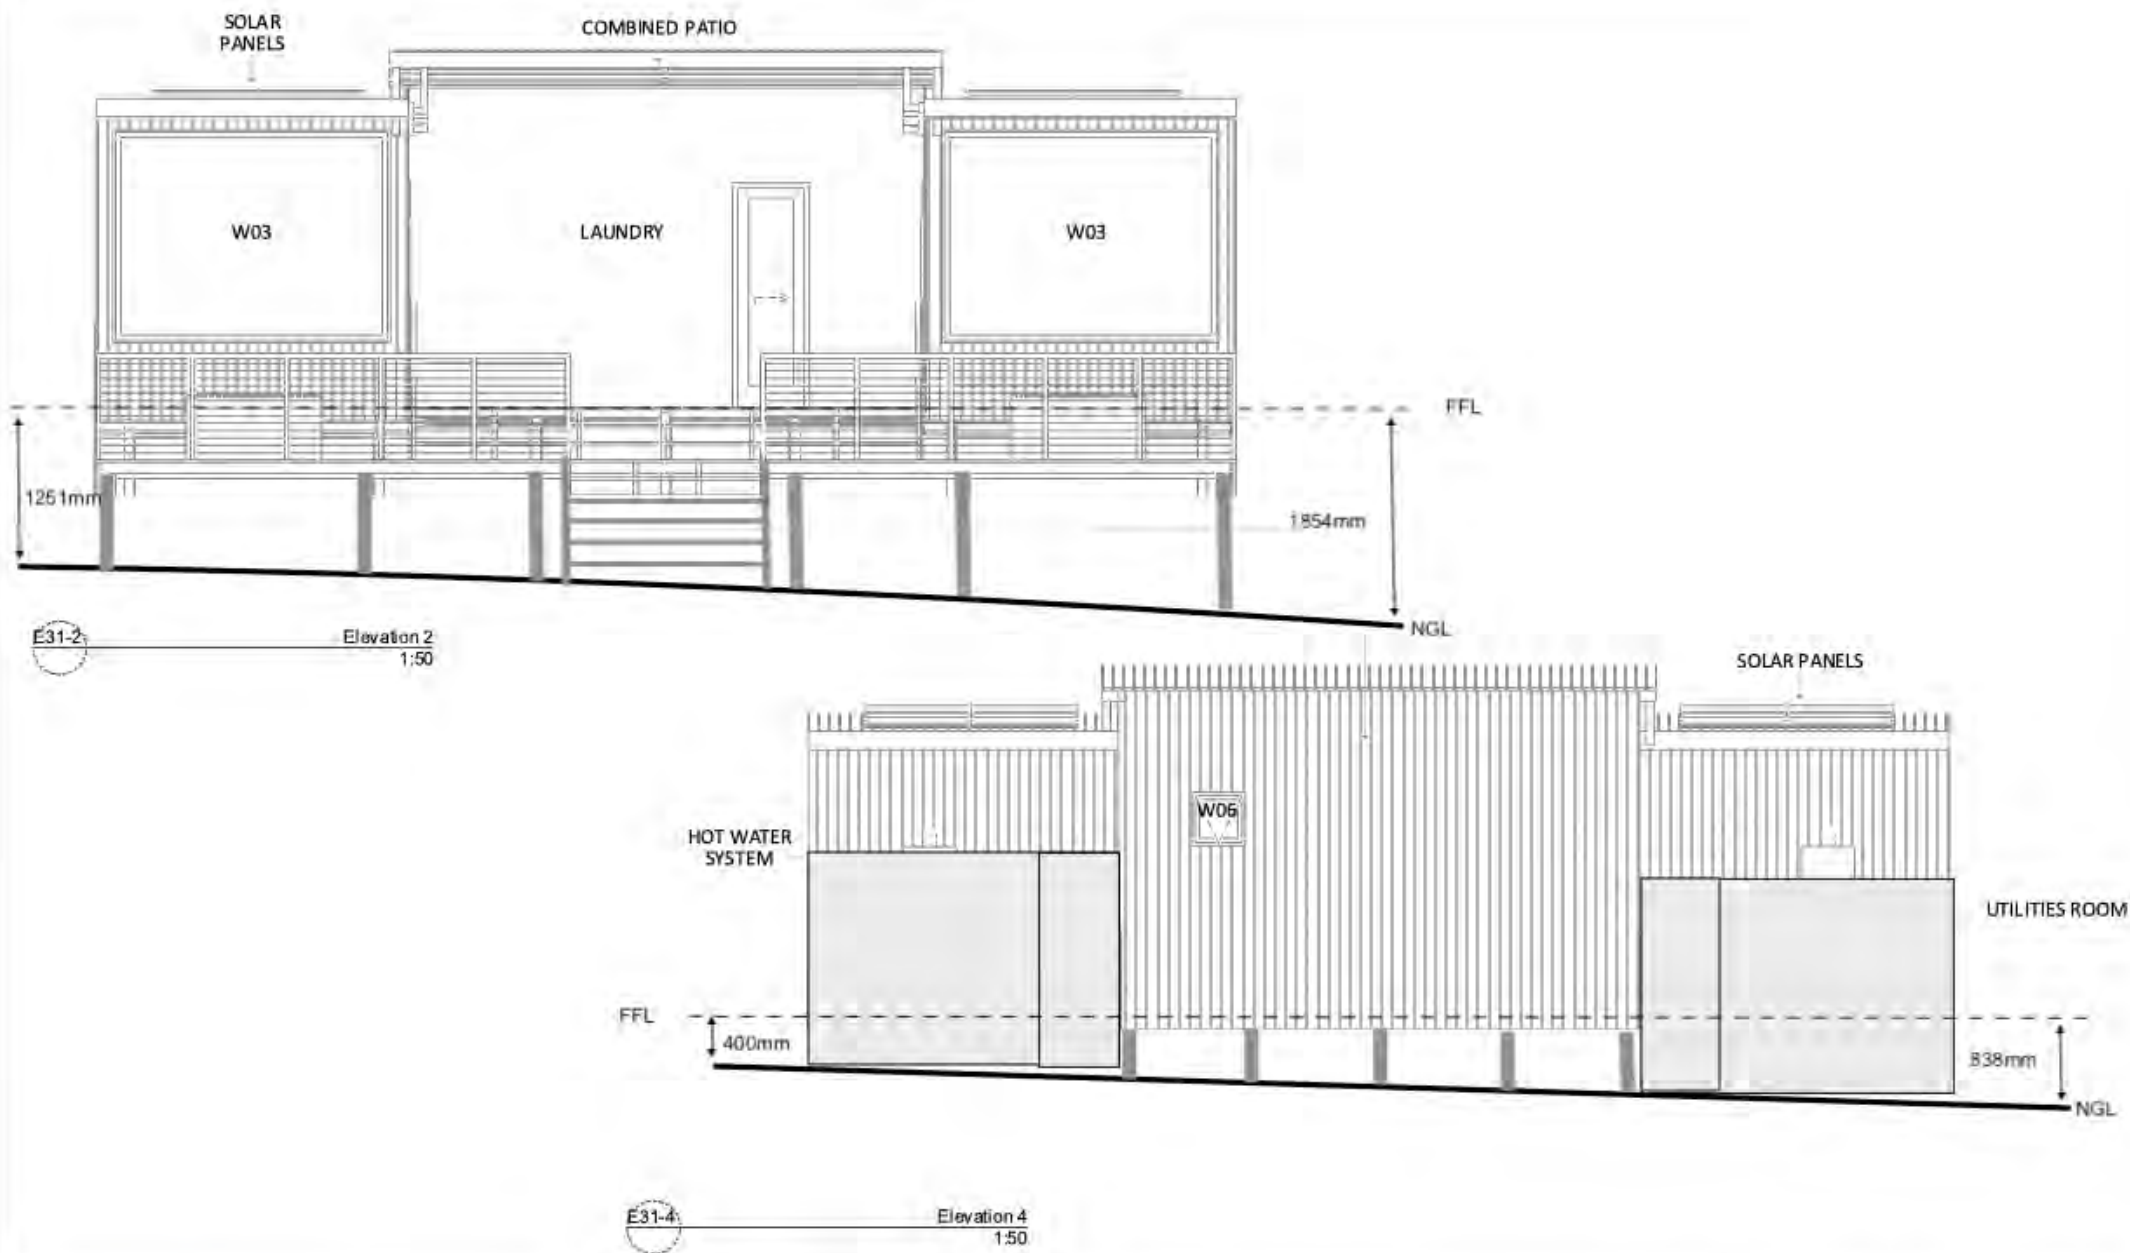 SOLAR
PANELS
COMBINED PATIO
W03
LAUNDRY
W03
FFL
1251mm
1854mm
NGL
E31-2
Elevation 2
1:50
SOLAR PANELS
W06
HOT WATER
SYSTEM
UTILITIES ROOM
FFL
400mm
838mm
NGL
E31-4
Elevation 4
1:50